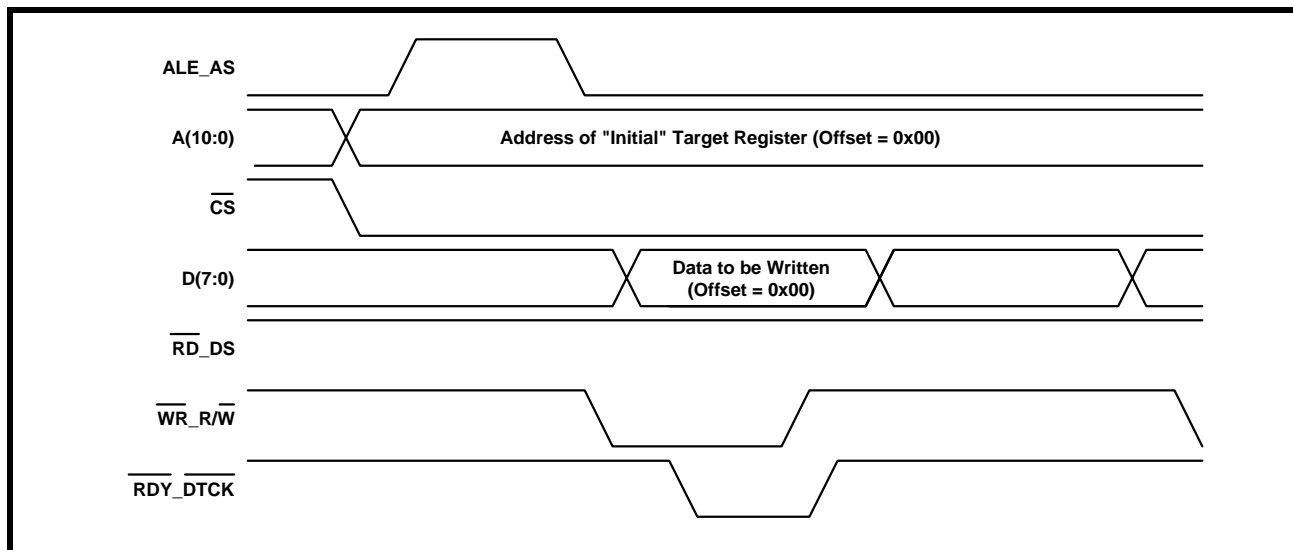 ALE_AS
A(10:0)
Address of "Initial" Target Register (Offset = 0x00)
CS
D(7:0)
Data to be Written
(Offset = 0x00)
RD_DS
WR_R/W
RDY_DTCK